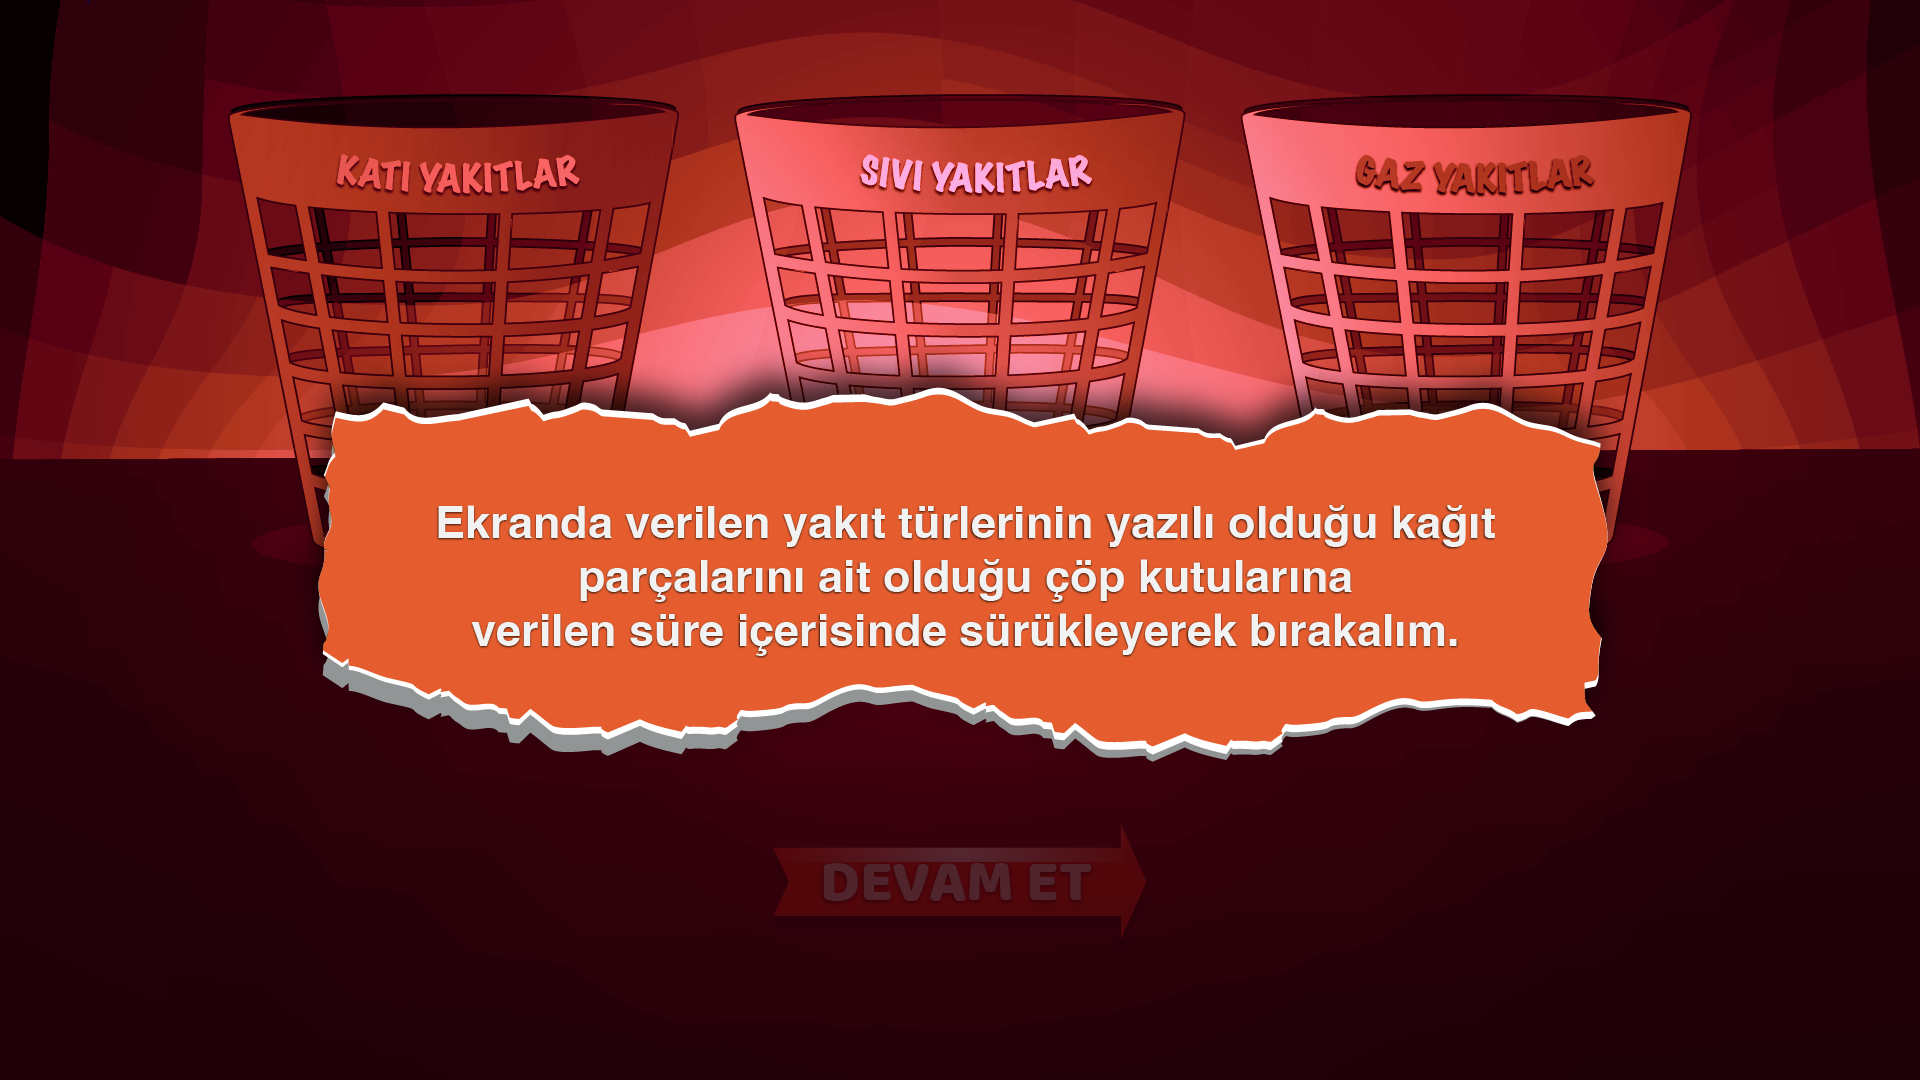 KATI YAKITLAR
SIVI YAKITLAR
GAZ YAKITLAR
Ekranda verilen yakıt türlerinin yazılı olduğu kağıt
parçalarını ait olduğu çöp kutularına
verilen süre içerisinde sürükleyerek bırakalım.
DEVAM ET